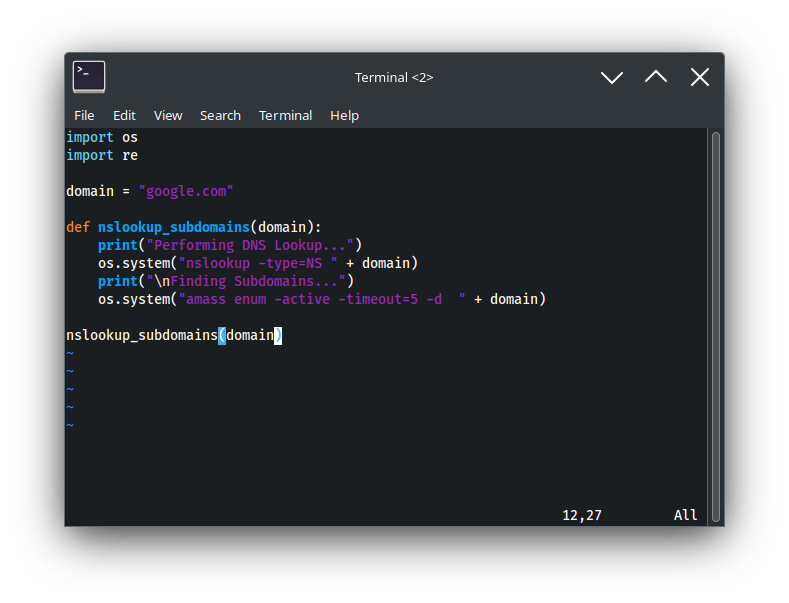 >_
Terminal <2>
File Edit View Search Terminal Help
import os
import re

domain = "google.com"

def nslookup_subdomains(domain):
    print("Performing DNS Lookup...")
    os.system("nslookup -type=NS " + domain)
    print("\nFinding Subdomains...")
    os.system("amass enum -active -timeout=5 -d  " + domain)

nslookup_subdomains(domain)
~
~
~
~
~
12,27 All